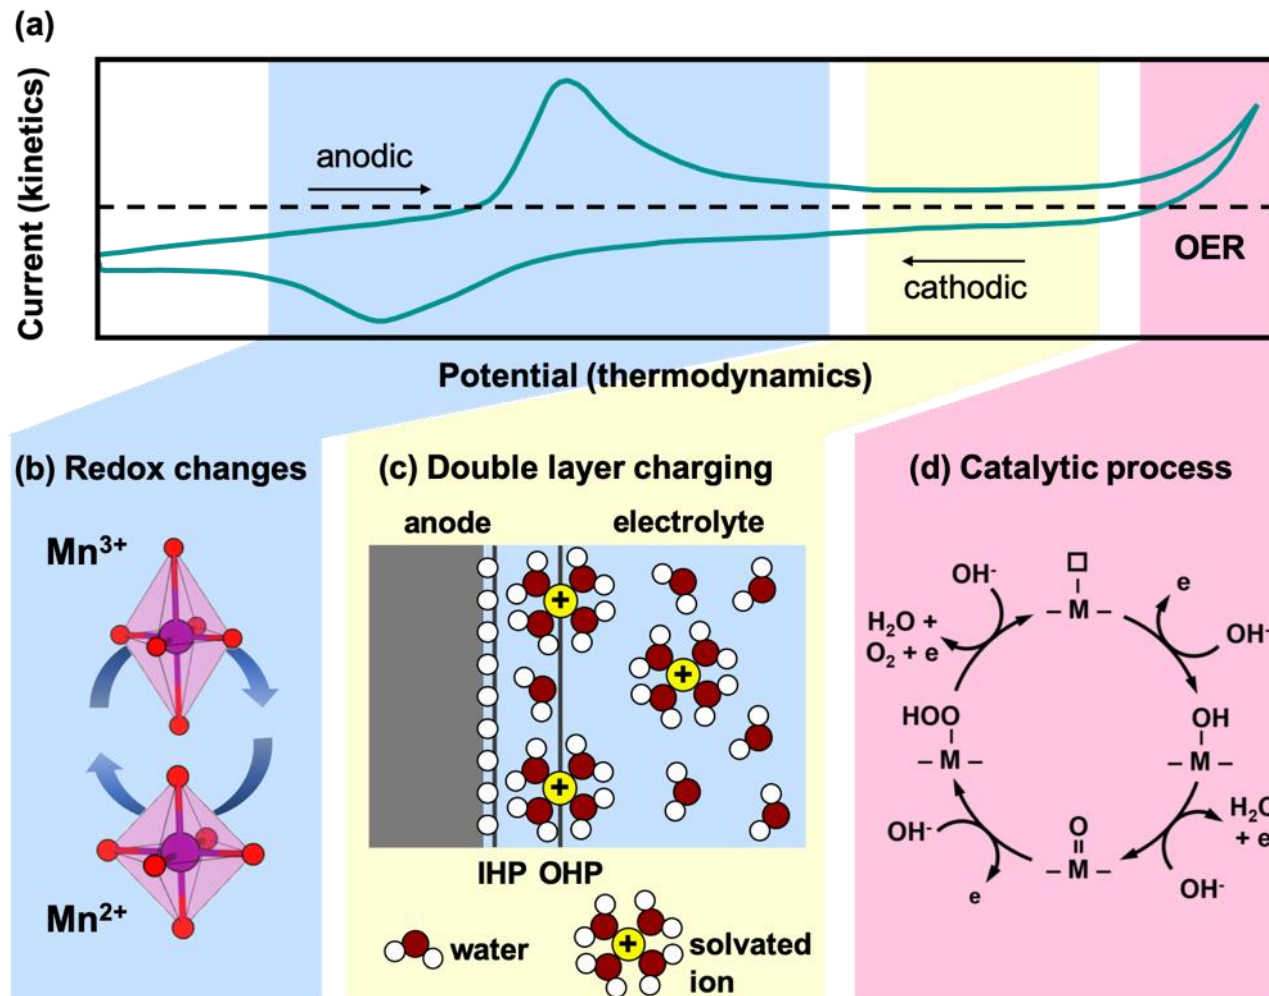 (a)
Current (kinetics)
anodic
cathodic
OER
Potential (thermodynamics)
(b) Redox changes
Mn³⁺
Mn²⁺
(c) Double layer charging
anode
electrolyte
+
+
+
IHP OHP
water
+
solvated
ion
(d) Catalytic process
– M –
e
OH⁻
OH
– M –
H₂O
+ e
OH⁻
O
– M –
e
OH⁻
HOO
– M –
H₂O +
O₂ + e
OH⁻